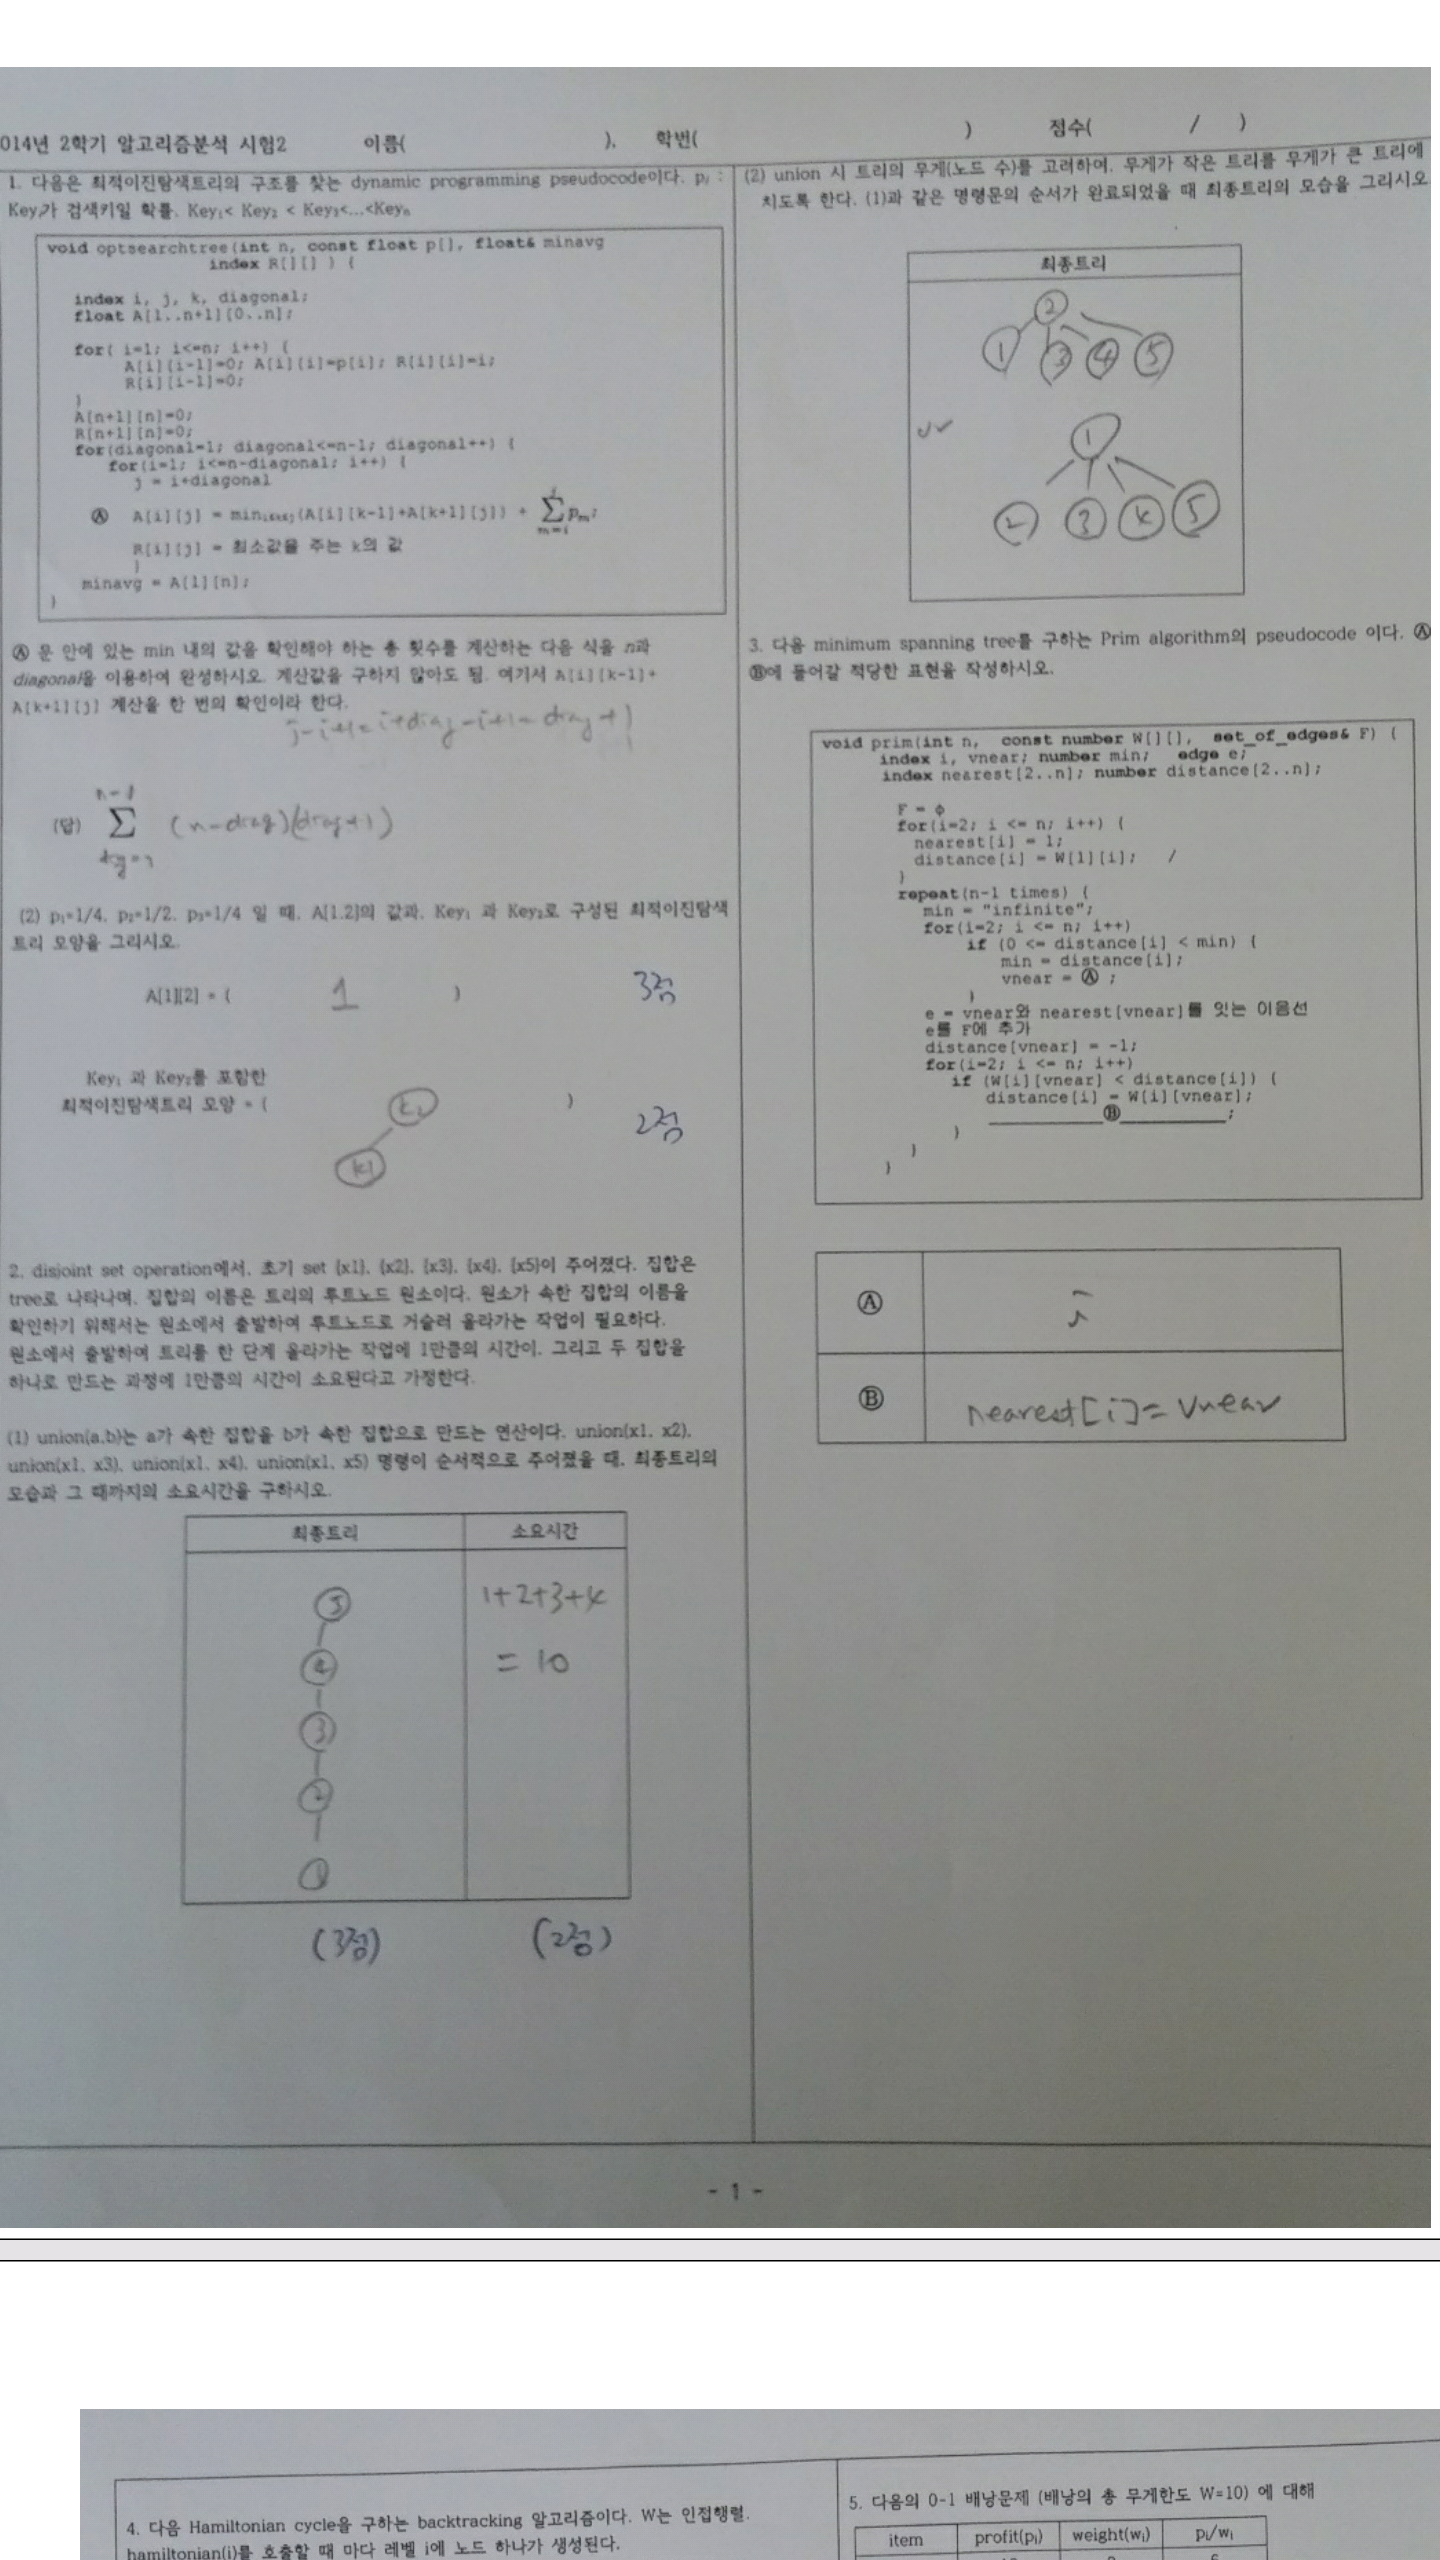 014년 2학기 알고리즘분석 시험2 이름( ), 학번( ) 점수( / )
1. 다음은 최적이진탐색트리의 구조를 찾는 dynamic programming pseudocode이다. pᵢ :
Keyᵢ가 검색키일 확률. Key₁< Key₂ < Key₃<...<Keyₙ
void optsearchtree(int n, const float p[], float& minavg
index R[][] ) {
index i, j, k, diagonal;
float A[1..n+1][0..n];
for( i=1; i<=n; i++) {
A[i][i-1]=0; A[i][i]=p[i]; R[i][i]=i;
R[i][i-1]=0;
}
A[n+1][n]=0;
R[n+1][n]=0;
for(diagonal=1; diagonal<=n-1; diagonal++) {
for(i=1; i<=n-diagonal; i++) {
j = i+diagonal
Ⓐ A[i][j] = min i≤k≤j(A[i][k-1]+A[k+1][j]) + ∑ j m=i pₘ;
R[i][j] = 최소값을 주는 k의 값
}
minavg = A[1][n];
}
Ⓐ 문 안에 있는 min 내의 값을 확인해야 하는 총 횟수를 계산하는 다음 식을 n과
diagonal을 이용하여 완성하시오. 계산값을 구하지 않아도 됨. 여기서 A[i][k-1]+
A[k+1][j] 계산을 한 번의 확인이라 한다.
j-i+1=i+diag-i+1=diag+1
n-1
(답) ∑ (n-diag)(diag+1)
diag=1
(2) p₁=1/4, p₂=1/2, p₃=1/4 일 때, A[1,2]의 값과, Key₁ 과 Key₂로 구성된 최적이진탐색
트리 모양을 그리시오.
A[1][2] = ( 1 ) 3점
Key₁ 과 Key₂를 포함한
최적이진탐색트리 모양 = ( k2 ) 2점
k1
2. disjoint set operation에서, 초기 set {x1}, {x2}, {x3}, {x4}, {x5}이 주어졌다. 집합은
tree로 나타나며, 집합의 이름은 트리의 루트노드 원소이다. 원소가 속한 집합의 이름을
확인하기 위해서는 원소에서 출발하여 루트노드로 거슬러 올라가는 작업이 필요하다.
원소에서 출발하여 트리를 한 단계 올라가는 작업에 1만큼의 시간이, 그리고 두 집합을
하나로 만드는 과정에 1만큼의 시간이 소요된다고 가정한다.
(1) union(a,b)는 a가 속한 집합을 b가 속한 집합으로 만드는 연산이다. union(x1, x2),
union(x1, x3), union(x1, x4), union(x1, x5) 명령이 순서적으로 주어졌을 때, 최종트리의
모습과 그 때까지의 소요시간을 구하시오.
최종트리 소요시간
5 1+2+3+4
4 = 10
3
2
1
(3점) (2점)
(2) union 시 트리의 무게(노드 수)를 고려하여, 무게가 작은 트리를 무게가 큰 트리에
치도록 한다. (1)과 같은 명령문의 순서가 완료되었을 때 최종트리의 모습을 그리시오
최종트리
2
1 3 4 5
1
2 3 4 5
3. 다음 minimum spanning tree를 구하는 Prim algorithm의 pseudocode 이다. Ⓐ
Ⓑ에 들어갈 적당한 표현을 작성하시오.
void prim(int n, const number W[][], set_of_edges& F) {
index i, vnear; number min; edge e;
index nearest[2..n]; number distance[2..n];
F = ϕ
for(i=2; i <= n; i++) {
nearest[i] = 1;
distance[i] = W[1][i]; /
}
repeat(n-1 times) {
min = "infinite";
for(i=2; i <= n; i++)
if (0 <= distance[i] < min) {
min = distance[i];
vnear = Ⓐ ;
}
e = vnear와 nearest[vnear]를 잇는 이음선
e를 F에 추가
distance[vnear] = -1;
for(i=2; i <= n; i++)
if (W[i][vnear] < distance[i]) {
distance[i] = W[i][vnear];
____Ⓑ____;
}
}
}
Ⓐ i
Ⓑ nearest[i]= vnear
- 1 -
4. 다음 Hamiltonian cycle을 구하는 backtracking 알고리즘이다. W는 인접행렬.
hamiltonian(i)를 호출할 때 마다 레벨 i에 노드 하나가 생성된다.
5. 다음의 0-1 배낭문제 (배낭의 총 무게한도 W=10) 에 대해
item profit(pᵢ) weight(wᵢ) pᵢ/wᵢ